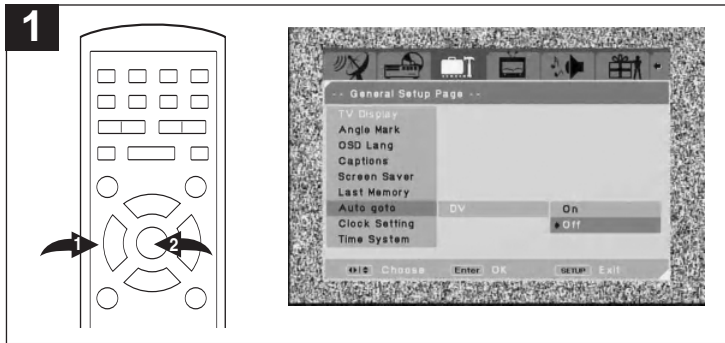 1
1
2
-- General Setup Page --
TV Display
Angle Mark
OSD Lang
Captions
Screen Saver
Last Memory
Auto goto DV On
Off
Clock Setting
Time System
Choose Enter OK SETUP Exit